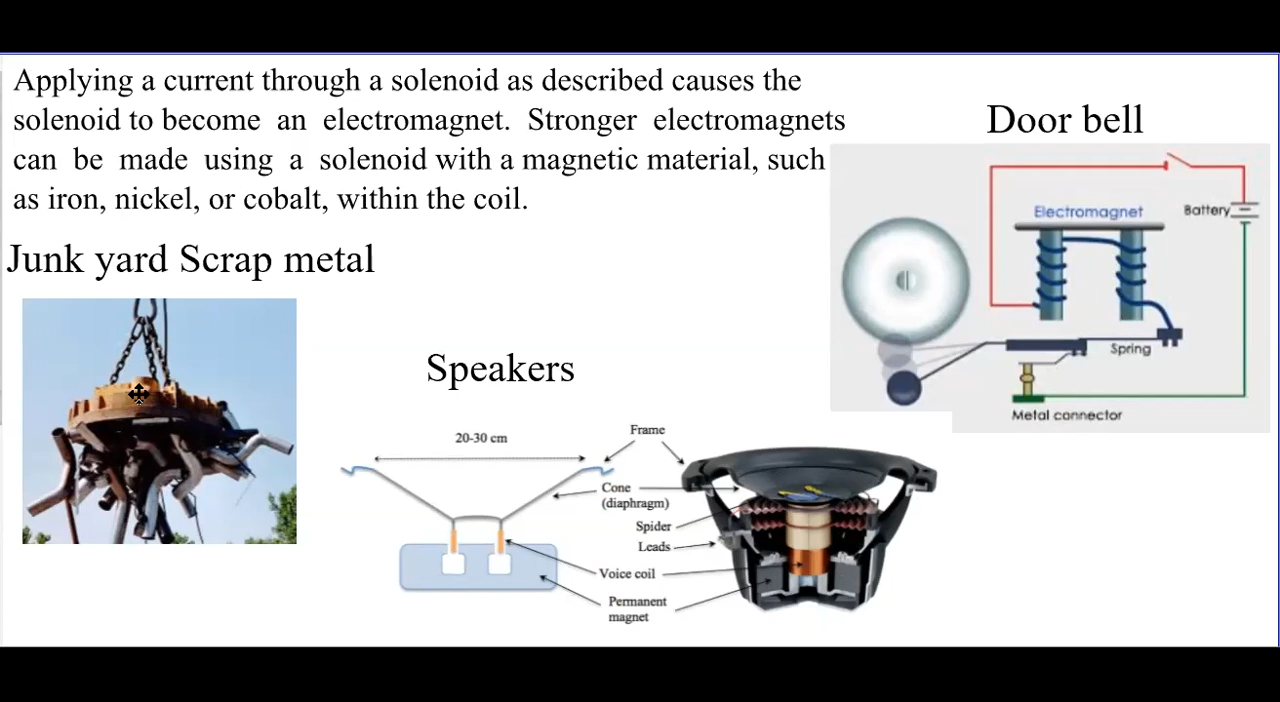 Applying a current through a solenoid as described causes the
solenoid to become an electromagnet. Stronger electromagnets
can be made using a solenoid with a magnetic material, such
as iron, nickel, or cobalt, within the coil.
Door bell
Electromagnet
Battery
Spring
Metal connector
Junk yard Scrap metal
Speakers
20-30 cm
Frame
Cone
(diaphragm)
Spider
Leads
Voice coil
Permanent
magnet